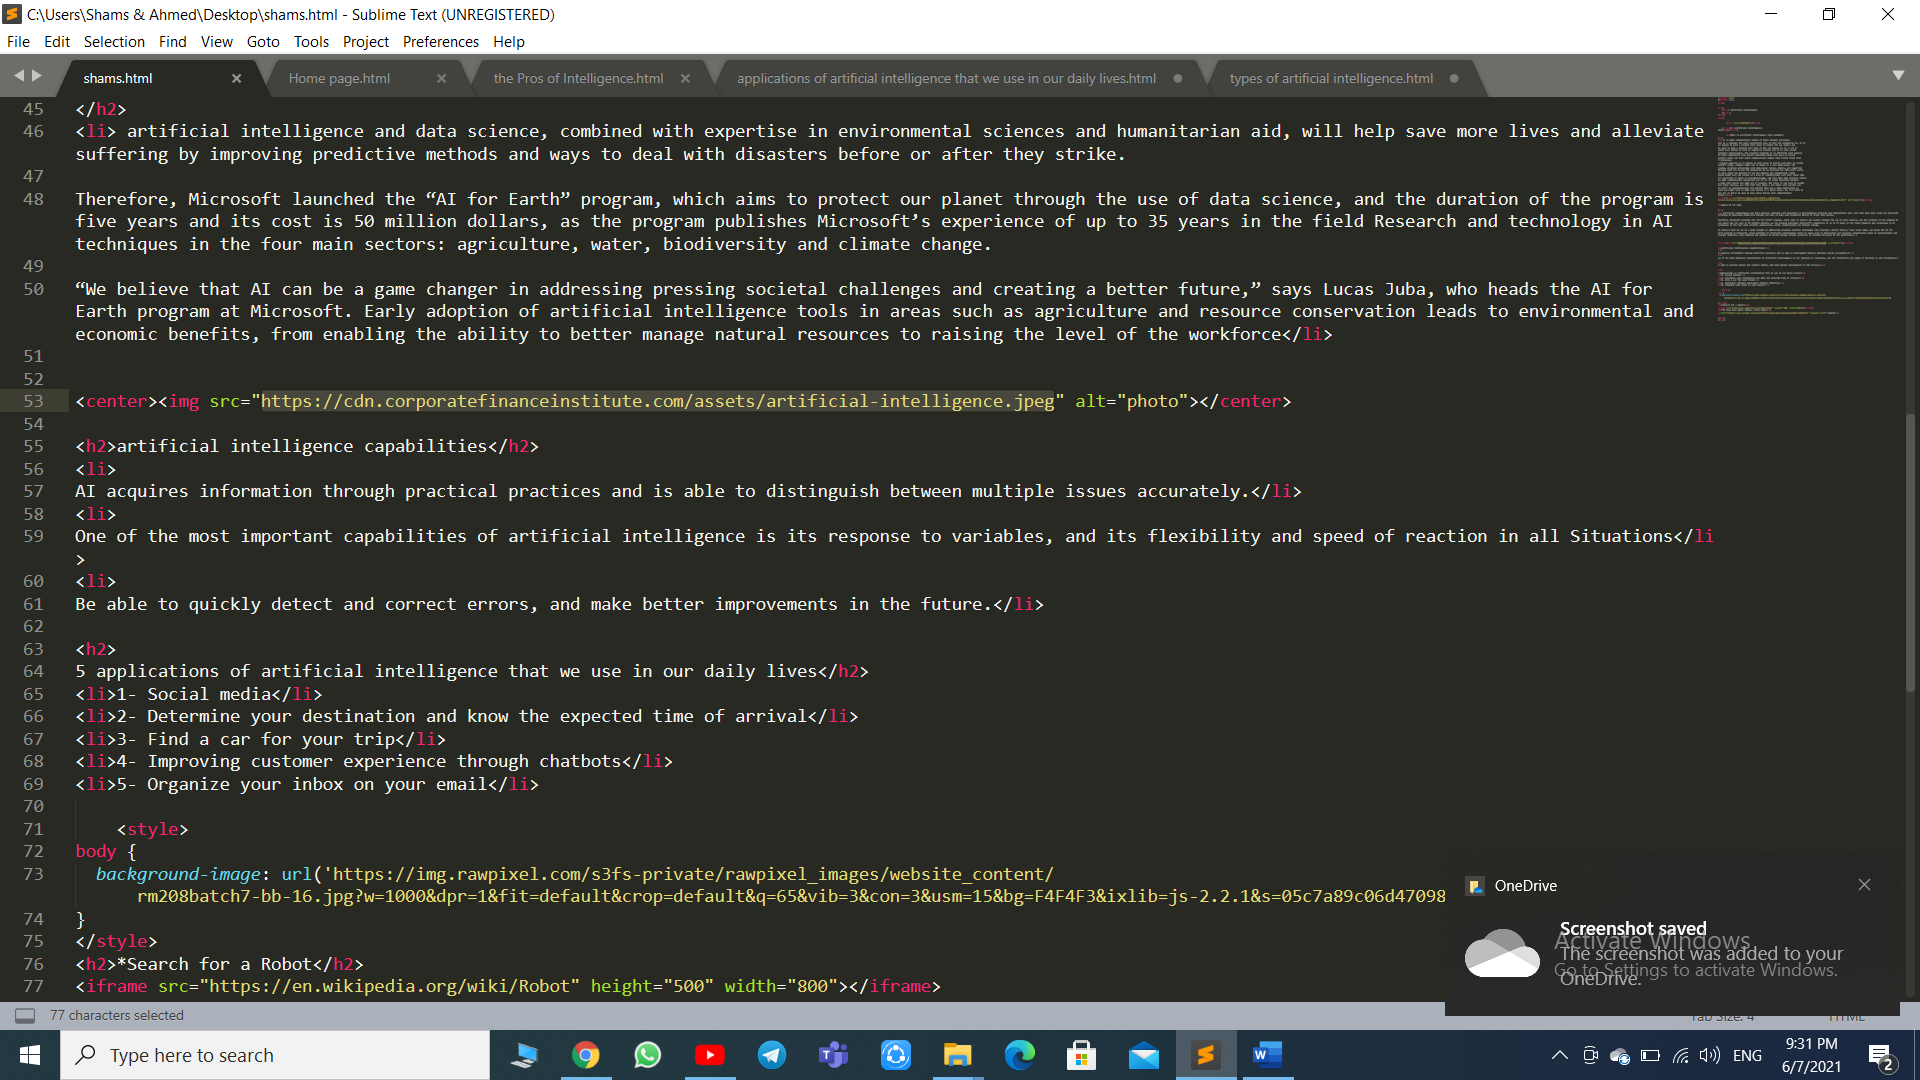 C:\Users\Shams & Ahmed\Desktop\shams.html - Sublime Text (UNREGISTERED)
File Edit Selection Find View Goto Tools Project Preferences Help
shams.html Home page.html the Pros of Intelligence.html applications of artificial intelligence that we use in our daily lives.html types of artificial intelligence.html
45 </h2>
46 <li> artificial intelligence and data science, combined with expertise in environmental sciences and humanitarian aid, will help save more lives and alleviate
suffering by improving predictive methods and ways to deal with disasters before or after they strike.
47
48 Therefore, Microsoft launched the “AI for Earth” program, which aims to protect our planet through the use of data science, and the duration of the program is
five years and its cost is 50 million dollars, as the program publishes Microsoft’s experience of up to 35 years in the field Research and technology in AI
techniques in the four main sectors: agriculture, water, biodiversity and climate change.
49
50 “We believe that AI can be a game changer in addressing pressing societal challenges and creating a better future,” says Lucas Juba, who heads the AI for
Earth program at Microsoft. Early adoption of artificial intelligence tools in areas such as agriculture and resource conservation leads to environmental and
economic benefits, from enabling the ability to better manage natural resources to raising the level of the workforce</li>
51
52
53 <center><img src="https://cdn.corporatefinanceinstitute.com/assets/artificial-intelligence.jpeg" alt="photo"></center>
54
55 <h2>artificial intelligence capabilities</h2>
56 <li>
57 AI acquires information through practical practices and is able to distinguish between multiple issues accurately.</li>
58 <li>
59 One of the most important capabilities of artificial intelligence is its response to variables, and its flexibility and speed of reaction in all Situations</li
>
60 <li>
61 Be able to quickly detect and correct errors, and make better improvements in the future.</li>
62
63 <h2>
64 5 applications of artificial intelligence that we use in our daily lives</h2>
65 <li>1- Social media</li>
66 <li>2- Determine your destination and know the expected time of arrival</li>
67 <li>3- Find a car for your trip</li>
68 <li>4- Improving customer experience through chatbots</li>
69 <li>5- Organize your inbox on your email</li>
70
71 <style>
72 body {
73 background-image: url('https://img.rawpixel.com/s3fs-private/rawpixel_images/website_content/
rm208batch7-bb-16.jpg?w=1000&dpr=1&fit=default&crop=default&q=65&vib=3&con=3&usm=15&bg=F4F4F3&ixlib=js-2.2.1&s=05c7a89c06d47098
74 }
75 </style>
76 <h2>*Search for a Robot</h2>
77 <iframe src="https://en.wikipedia.org/wiki/Robot" height="500" width="800"></iframe>
OneDrive
Screenshot saved
The screenshot was added to your
OneDrive.
Activate Windows
Go to Settings to activate Windows.
77 characters selected Tab Size: 4 HTML
Type here to search
ENG
9:31 PM
6/7/2021
2